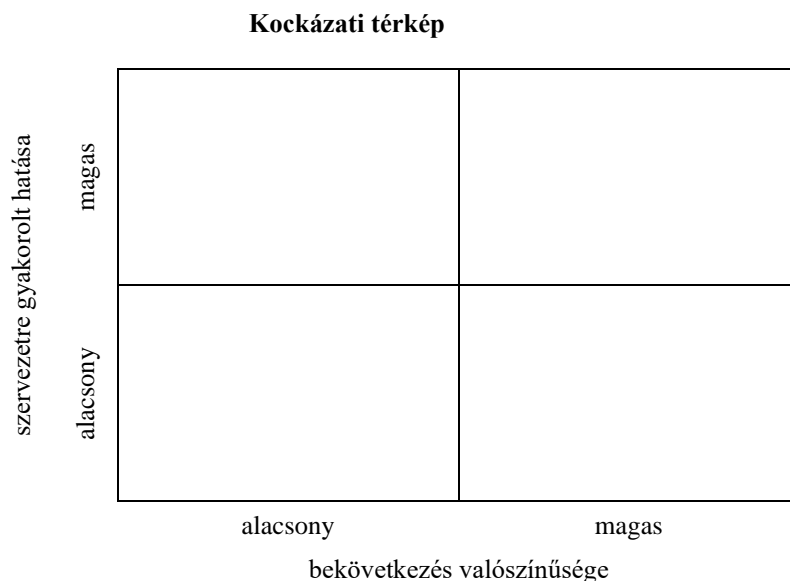 Kockázati térkép
szervezetre gyakorolt hatása
magas
alacsony
alacsony magas
bekövetkezés valószínűsége